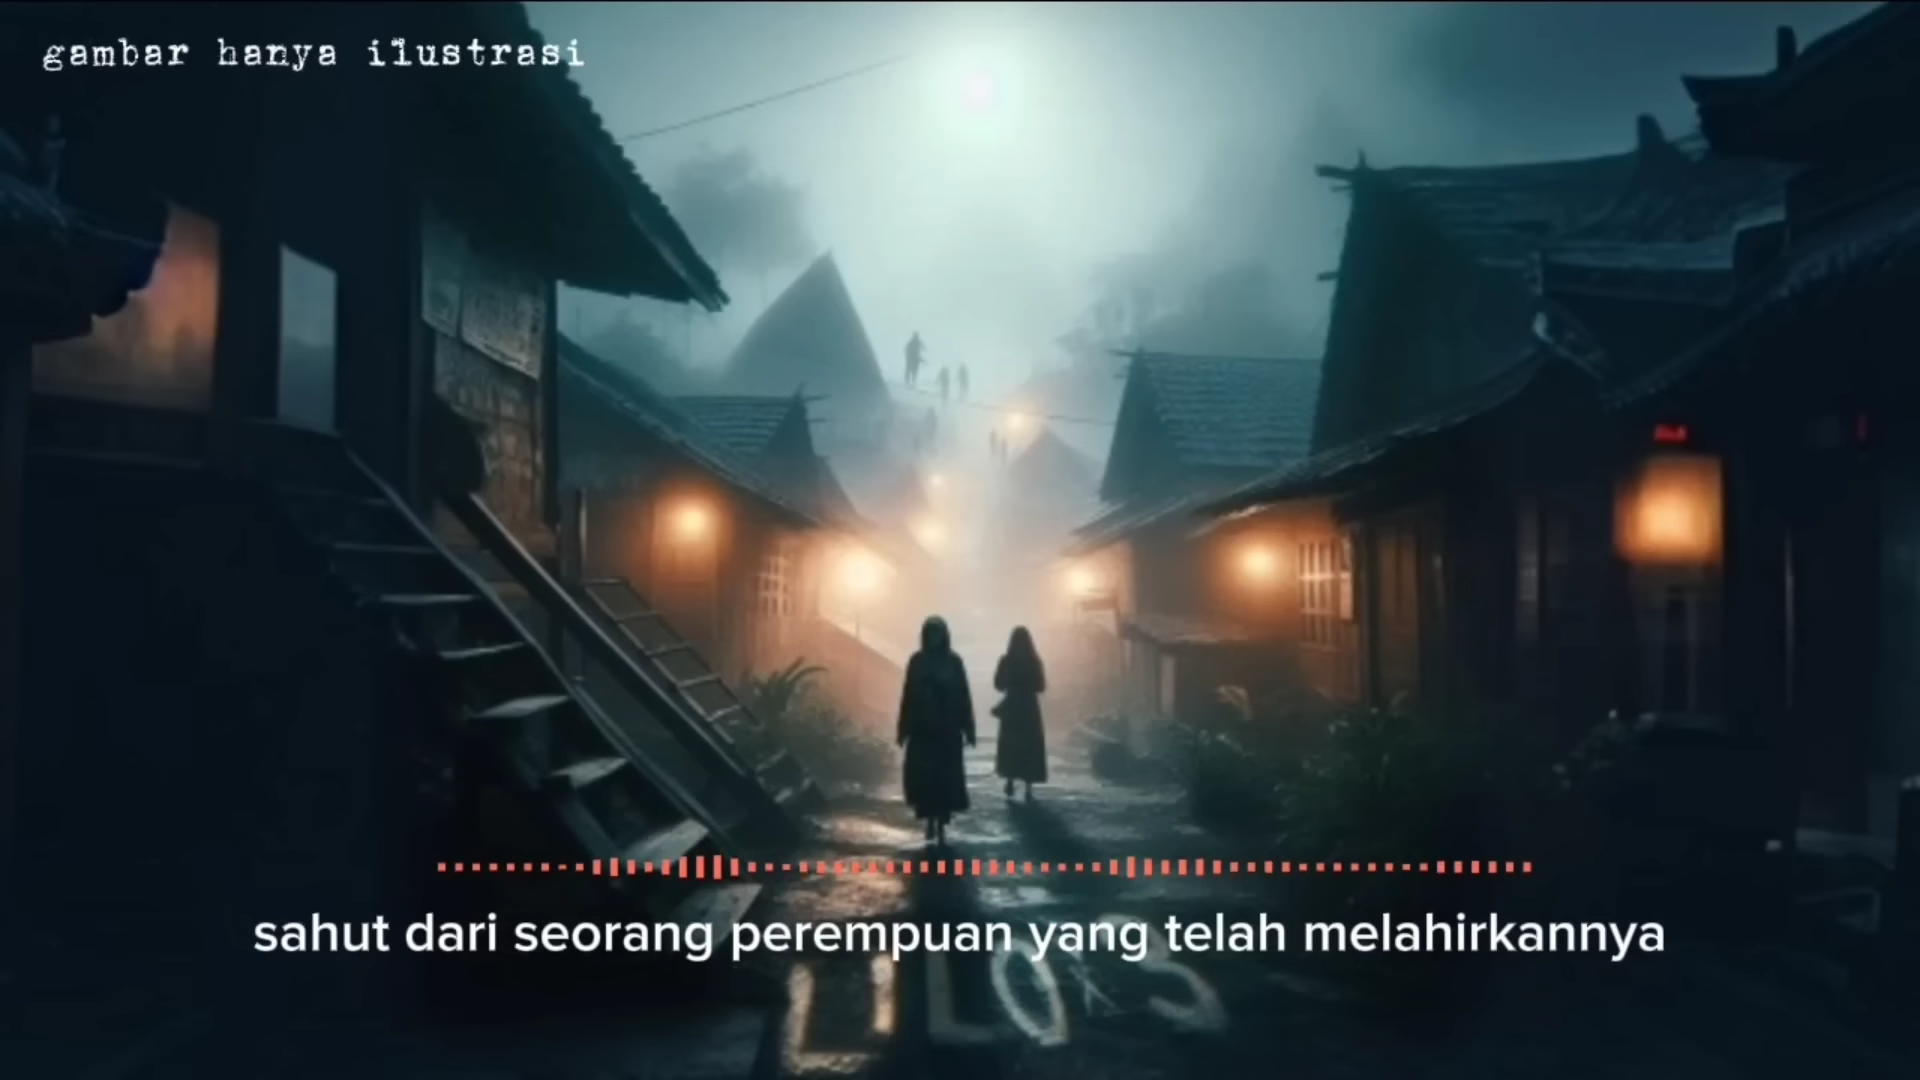 gambar hanya ilustrasi
sahut dari seorang perempuan yang telah melahirkannya